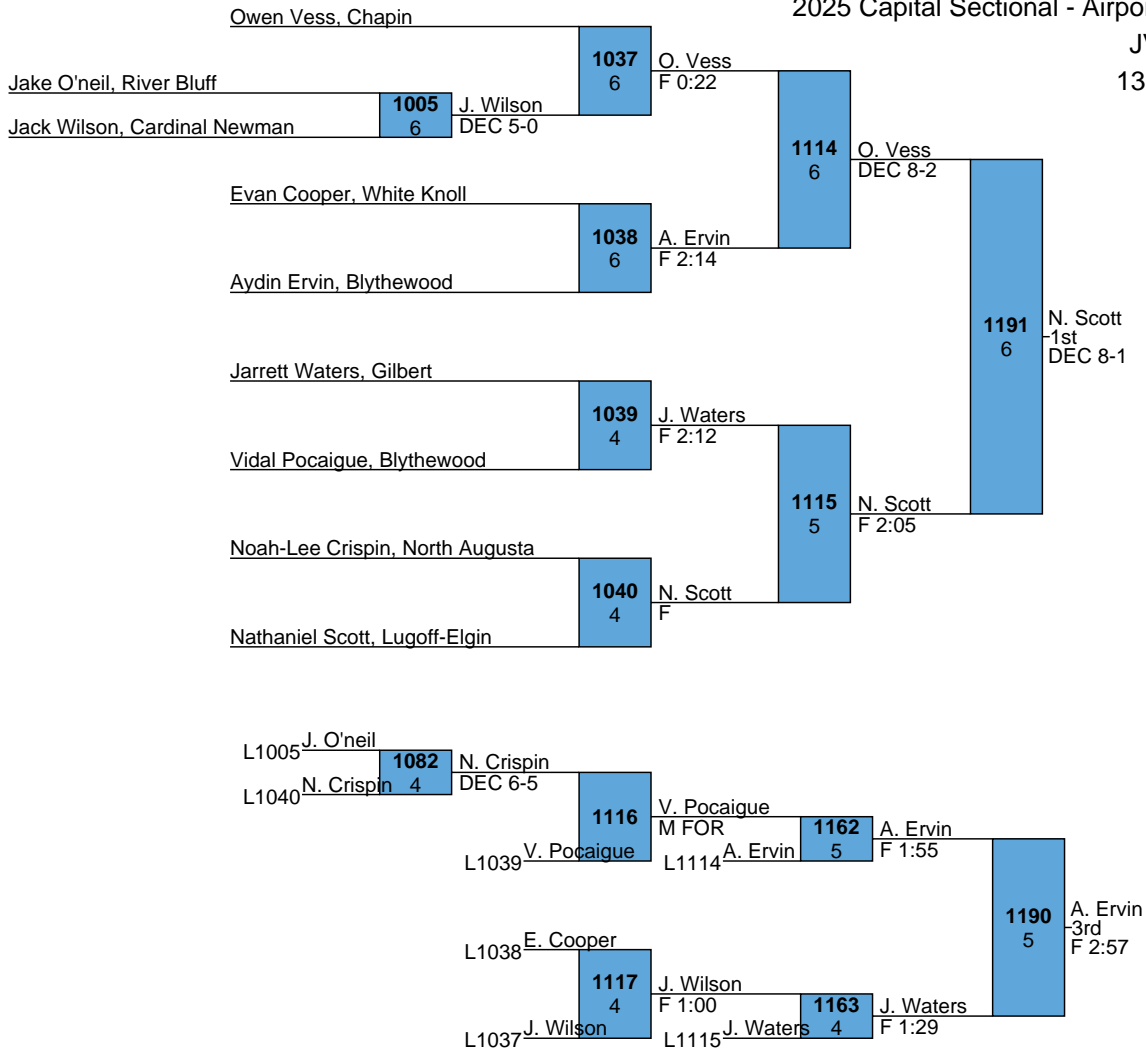 2025 Capital Sectional - Airpo
JV
13
Owen Vess, Chapin
1037
6
O. Vess
F 0:22
Jake O'neil, River Bluff
1005
6
J. Wilson
DEC 5-0
Jack Wilson, Cardinal Newman
1114
6
O. Vess
DEC 8-2
Evan Cooper, White Knoll
1038
6
A. Ervin
F 2:14
Aydin Ervin, Blythewood
1191
6
N. Scott
1st
DEC 8-1
Jarrett Waters, Gilbert
1039
4
J. Waters
F 2:12
Vidal Pocaigue, Blythewood
1115
5
N. Scott
F 2:05
Noah-Lee Crispin, North Augusta
1040
4
N. Scott
F
Nathaniel Scott, Lugoff-Elgin
L1005 J. O'neil
1082
4
N. Crispin
DEC 6-5
L1040 N. Crispin
1116
V. Pocaigue
M FOR
L1039 V. Pocaigue
1162
5
A. Ervin
F 1:55
L1114 A. Ervin
1190
5
A. Ervin
3rd
F 2:57
L1038 E. Cooper
1117
4
J. Wilson
F 1:00
L1037 J. Wilson
1163
4
J. Waters
F 1:29
L1115 J. Waters